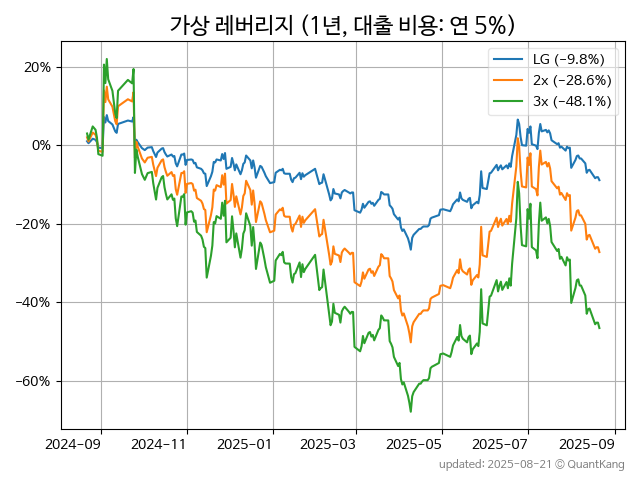 가상 레버리지 (1년, 대출 비용: 연 5%)
LG (−9.8%)
2x (−28.6%)
3x (−48.1%)
20%
0%
−20%
−40%
−60%
2024-09 2024-11 2025-01 2025-03 2025-05 2025-07 2025-09
updated: 2025-08-21 © QuantKang